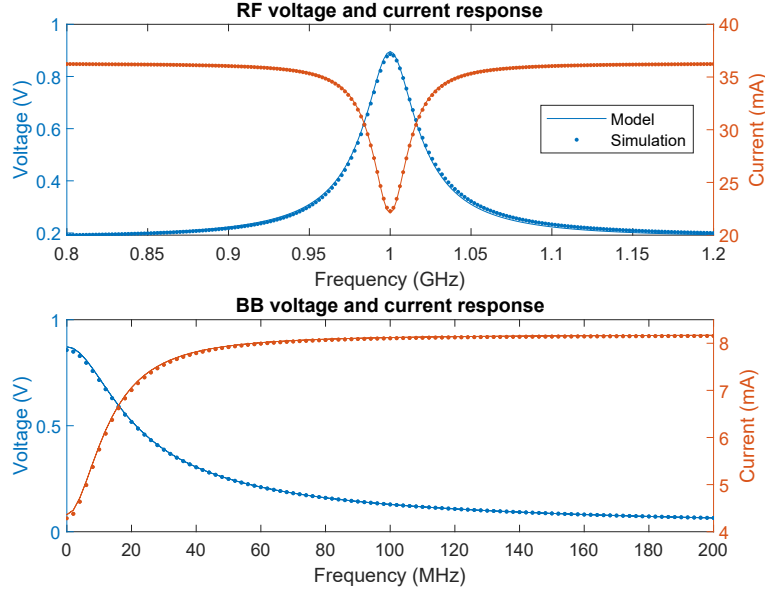 RF voltage and current response
1
0.8
0.6
0.4
0.2
Voltage (V)
40
35
30
25
20
Current (mA)
Model
Simulation
0.8 0.85 0.9 0.95 1 1.05 1.1 1.15 1.2
Frequency (GHz)
BB voltage and current response
1
0.5
0
Voltage (V)
8
7
6
5
4
Current (mA)
0 20 40 60 80 100 120 140 160 180 200
Frequency (MHz)